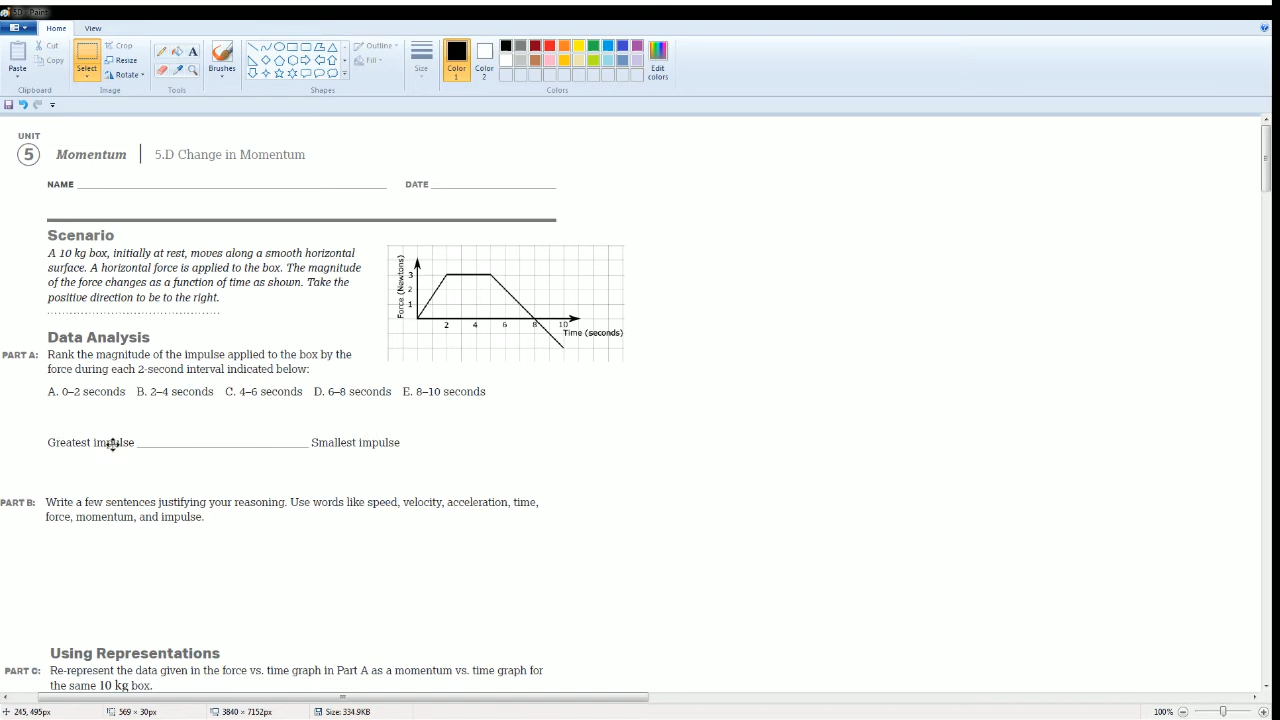 5D - Paint
Home View
Cut
Copy
Paste
Clipboard
Select
Crop
Resize
Rotate
Image
A
Tools
Brushes
Outline
Fill
Shapes
Size
Color 1
Color 2
Edit colors
Colors
UNIT
5 Momentum 5.D Change in Momentum
NAME DATE
Scenario
A 10 kg box, initially at rest, moves along a smooth horizontal
surface. A horizontal force is applied to the box. The magnitude
of the force changes as a function of time as shown. Take the
positive direction to be to the right.
Force (Newtons)
3
2
1
2 4 6 8 10
Time (seconds)
Data Analysis
PART A: Rank the magnitude of the impulse applied to the box by the
force during each 2-second interval indicated below:
A. 0–2 seconds B. 2–4 seconds C. 4–6 seconds D. 6–8 seconds E. 8–10 seconds
Greatest impulse Smallest impulse
PART B: Write a few sentences justifying your reasoning. Use words like speed, velocity, acceleration, time,
force, momentum, and impulse.
Using Representations
PART C: Re-represent the data given in the force vs. time graph in Part A as a momentum vs. time graph for
the same 10 kg box.
245, 495px 569 × 30px 3840 × 7152px Size: 334.9KB 100%